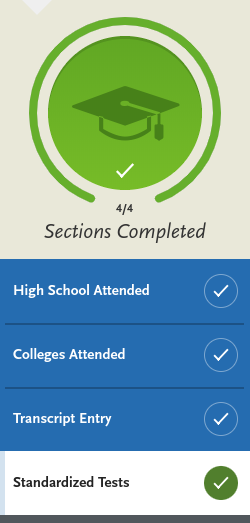 4/4
Sections Completed
High School Attended
Colleges Attended
Transcript Entry
Standardized Tests